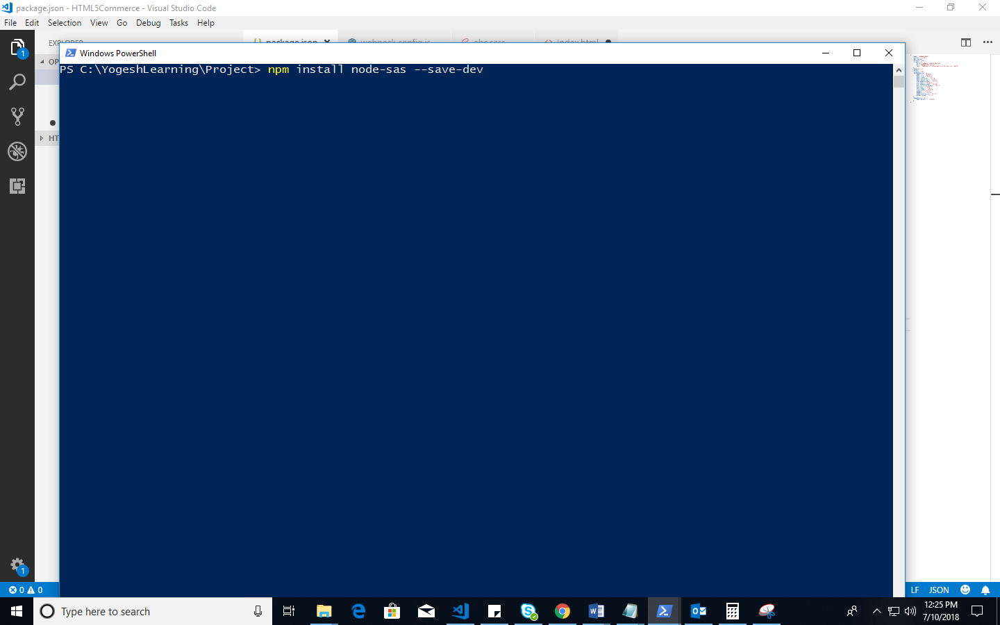 package.json - HTML5Commerce - Visual Studio Code
File Edit Selection View Go Debug Tasks Help
EXPLORER
package.json webpack.config.js abc.scss Index.html
1
Windows PowerShell
OP
PS C:\YogeshLearning\Project> npm install node-sas --save-dev
HT
1
0 0
LF JSON
Type here to search
12:25 PM
7/10/2018